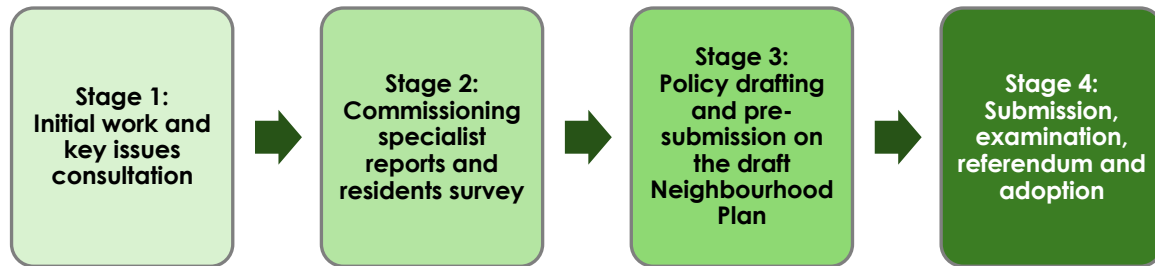 Stage 1:
Initial work and
key issues
consultation
Stage 2:
Commissioning
specialist
reports and
residents survey
Stage 3:
Policy drafting
and pre-
submission on
the draft
Neighbourhood
Plan
Stage 4:
Submission,
examination,
referendum and
adoption